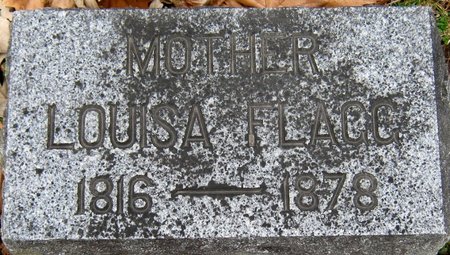 MOTHER
LOUISA FLAGG
1816 — 1878